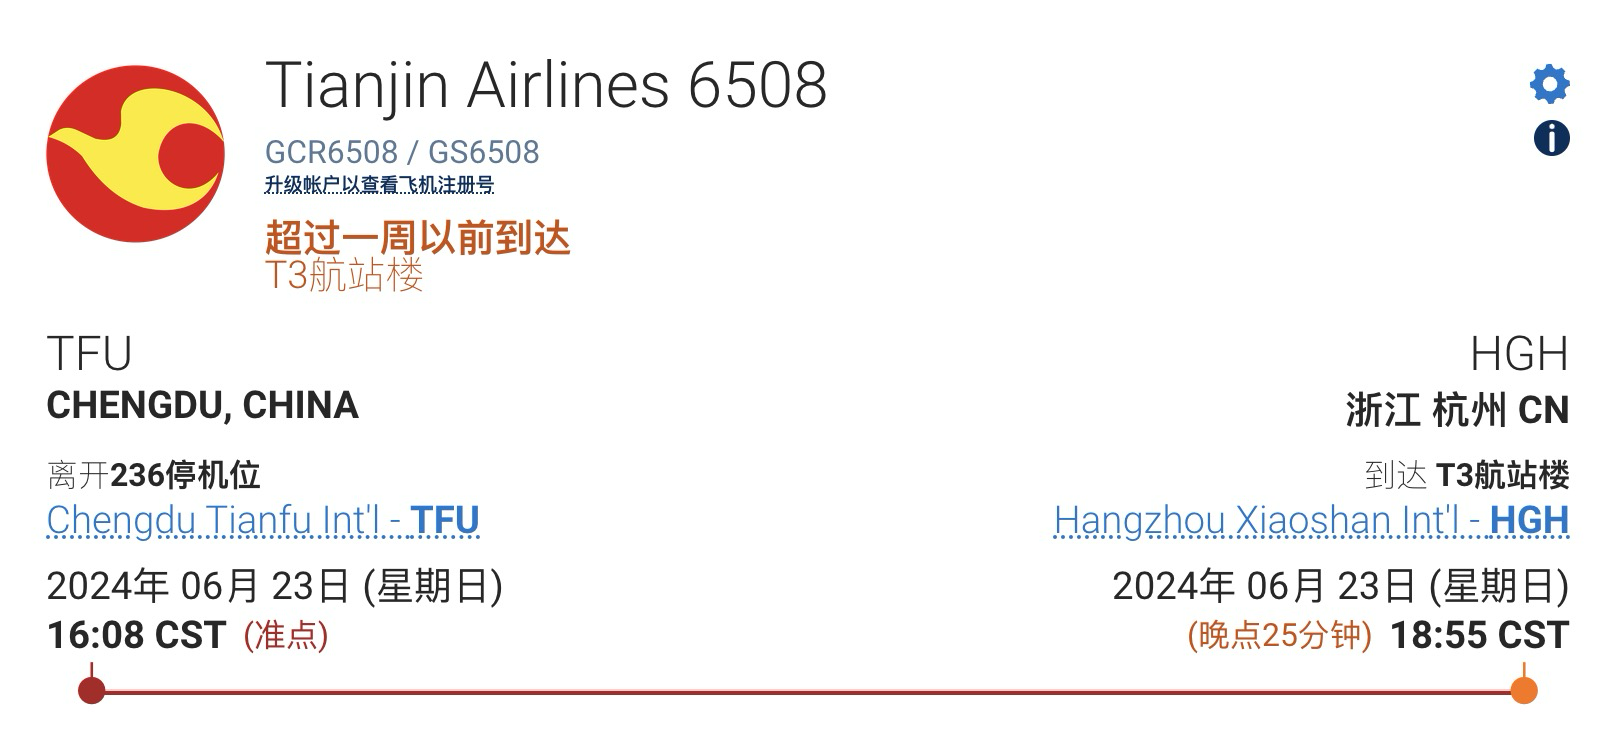 Tianjin Airlines 6508
GCR6508 / GS6508
升级帐户以查看飞机注册号
超过一周以前到达
T3航站楼
TFU
CHENGDU, CHINA
离开236停机位
Chengdu Tianfu Int'l - TFU
2024年 06月 23日 (星期日)
16:08 CST (准点)
HGH
浙江 杭州 CN
到达 T3航站楼
Hangzhou Xiaoshan Int'l - HGH
2024年 06月 23日 (星期日)
(晚点25分钟) 18:55 CST